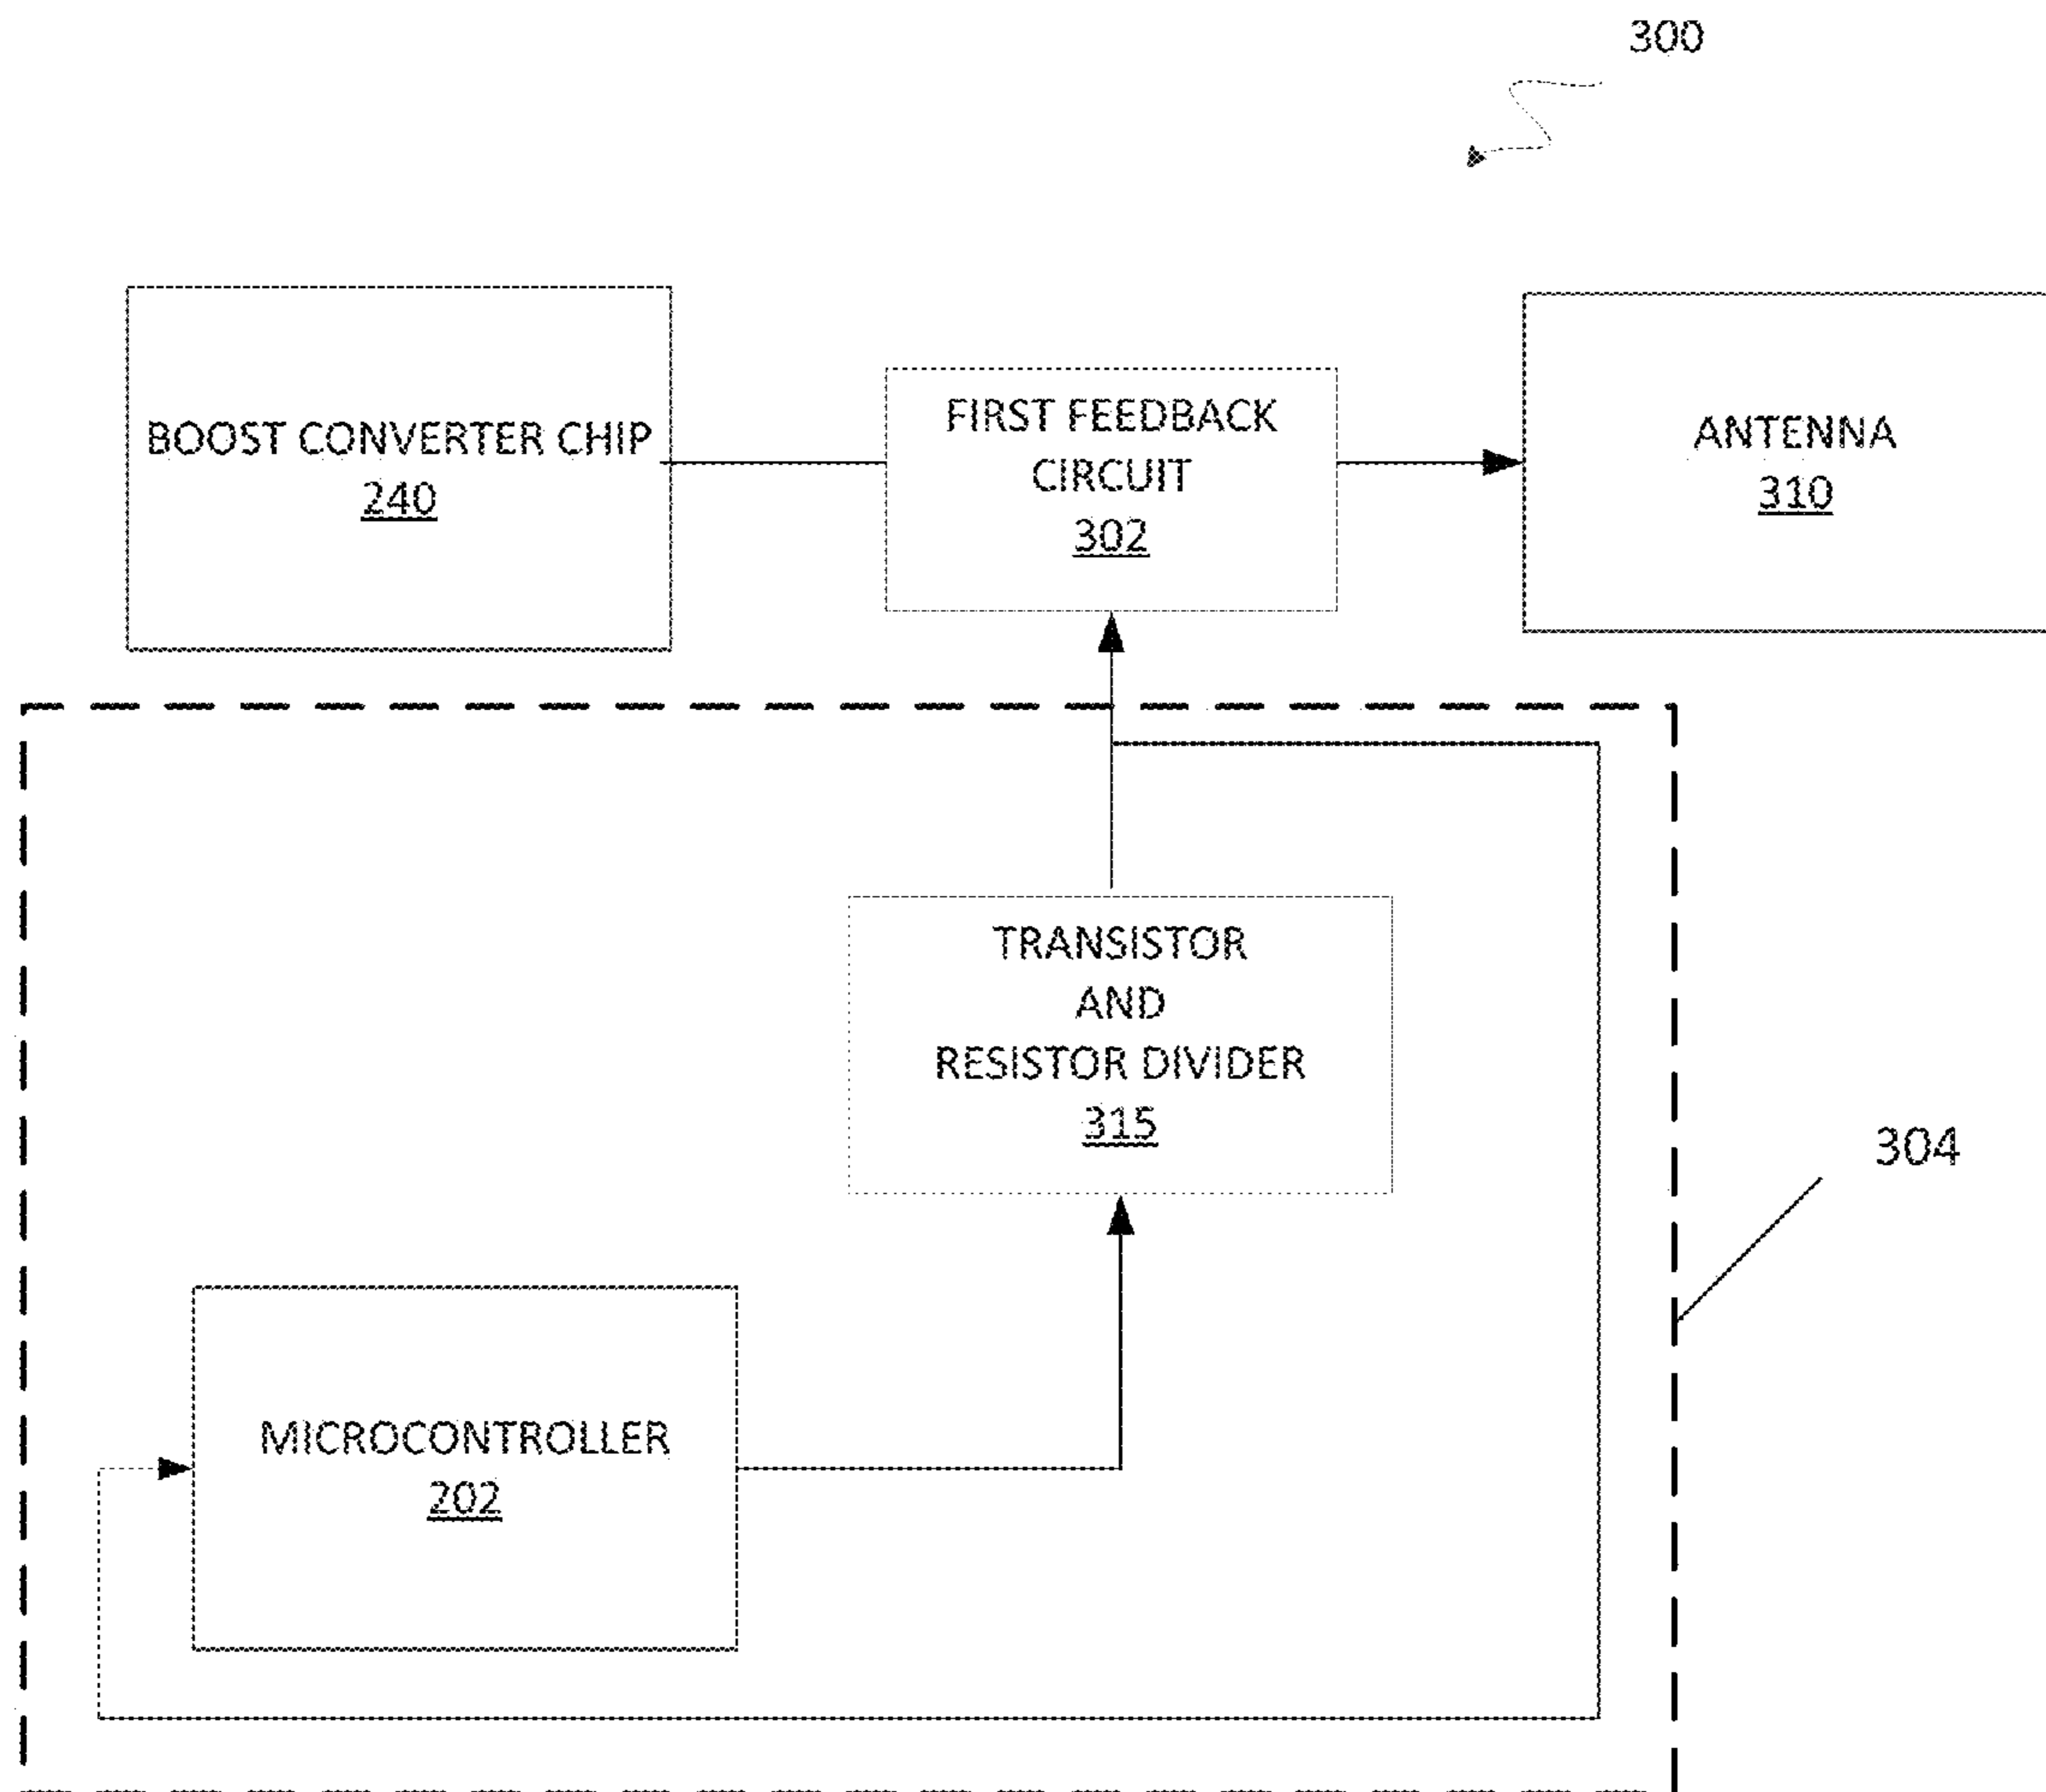 300
BOOST CONVERTER CHIP
240
FIRST FEEDBACK
CIRCUIT
302
ANTENNA
310
TRANSISTOR
AND
RESISTOR DIVIDER
315
304
MICROCONTROLLER
202